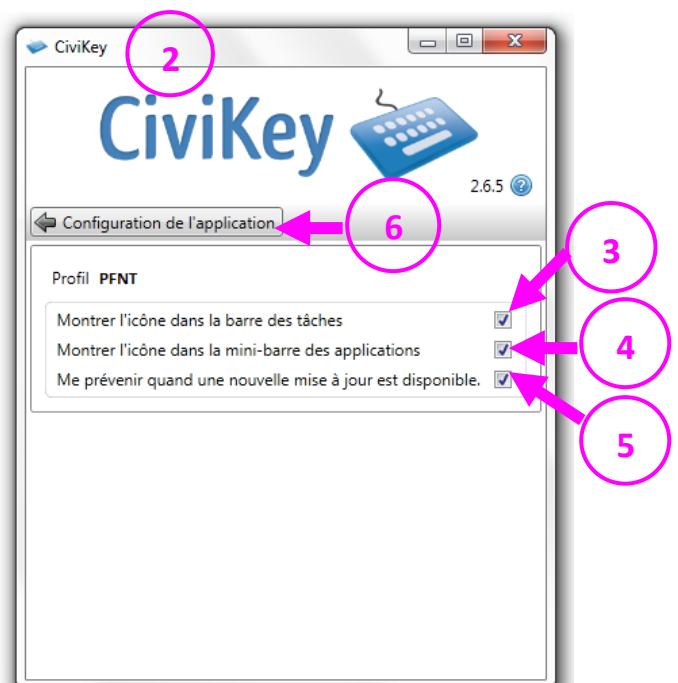 CiviKey
2
CiviKey
2.6.5
Configuration de l'application
6
Profil PFNT
3
Montrer l'icône dans la barre des tâches
Montrer l'icône dans la mini-barre des applications
4
Me prévenir quand une nouvelle mise à jour est disponible.
5